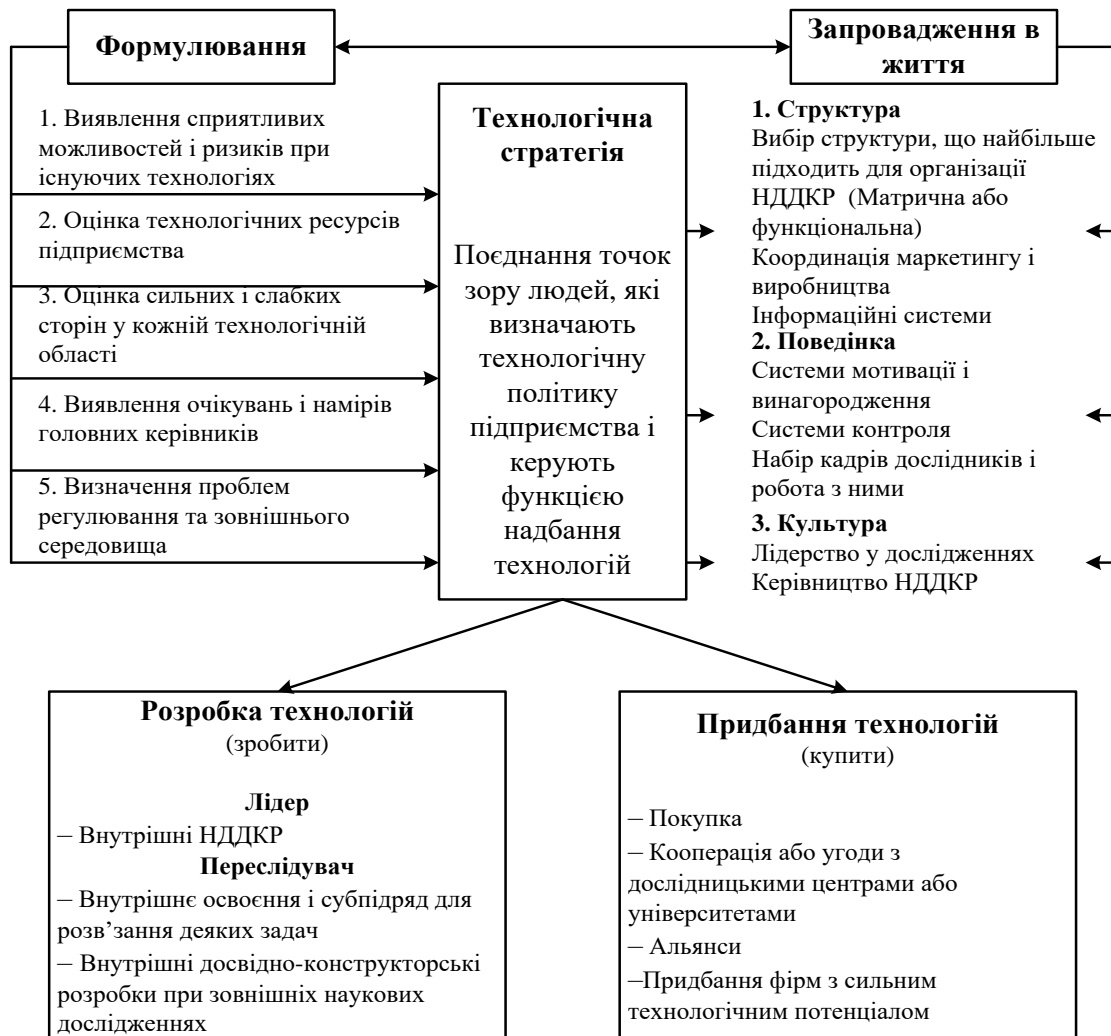 Формулювання
Запровадження в
життя
1. Виявлення сприятливих
можливостей і ризиків при
існуючих технологіях
2. Оцінка технологічних ресурсів
підприємства
3. Оцінка сильних і слабких
сторін у кожній технологічній
області
4. Виявлення очікувань і намірів
головних керівників
5. Визначення проблем
регулювання та зовнішнього
середовища
Технологічна
стратегія
Поєднання точок
зору людей, які
визначають
технологічну
політику
підприємства і
керують
функцією
надбання
технологій
1. Структура
Вибір структури, що найбільше
підходить для організації
НДДКР (Матрична або
функціональна)
Координація маркетингу і
виробництва
Інформаційні системи
2. Поведінка
Системи мотивації і
винагородження
Системи контроля
Набір кадрів дослідників і
робота з ними
3. Культура
Лідерство у дослідженнях
Керівництво НДДКР
Розробка технологій
(зробити)
Лідер
– Внутрішні НДДКР
Переслідувач
– Внутрішнє освоєння і субпідряд для
розв’зання деяких задач
– Внутрішні досвідно-конструкторські
розробки при зовнішніх наукових
дослідженнях
Придбання технологій
(купити)
– Покупка
– Кооперація або угоди з
дослідницькими центрами або
університетами
– Альянси
–Придбання фірм з сильним
технологічним потенціалом